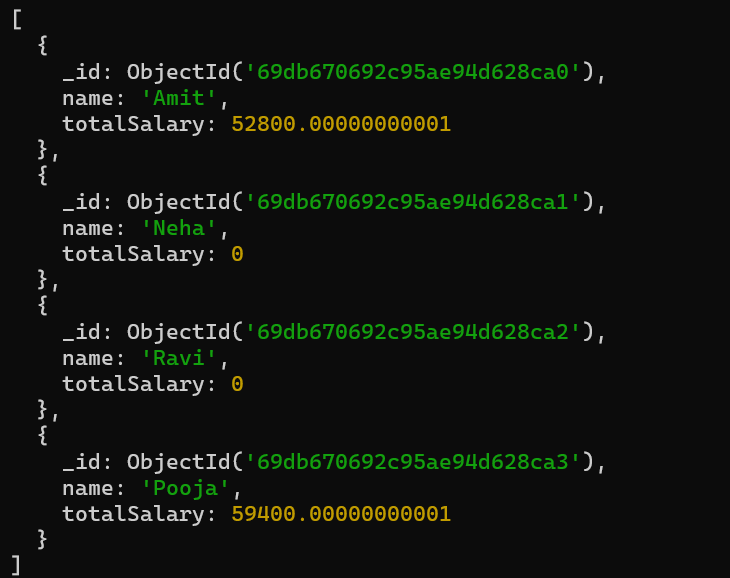 [
  {
    _id: ObjectId('69db670692c95ae94d628ca0'),
    name: 'Amit',
    totalSalary: 52800.00000000001
  },
  {
    _id: ObjectId('69db670692c95ae94d628ca1'),
    name: 'Neha',
    totalSalary: 0
  },
  {
    _id: ObjectId('69db670692c95ae94d628ca2'),
    name: 'Ravi',
    totalSalary: 0
  },
  {
    _id: ObjectId('69db670692c95ae94d628ca3'),
    name: 'Pooja',
    totalSalary: 59400.00000000001
  }
]